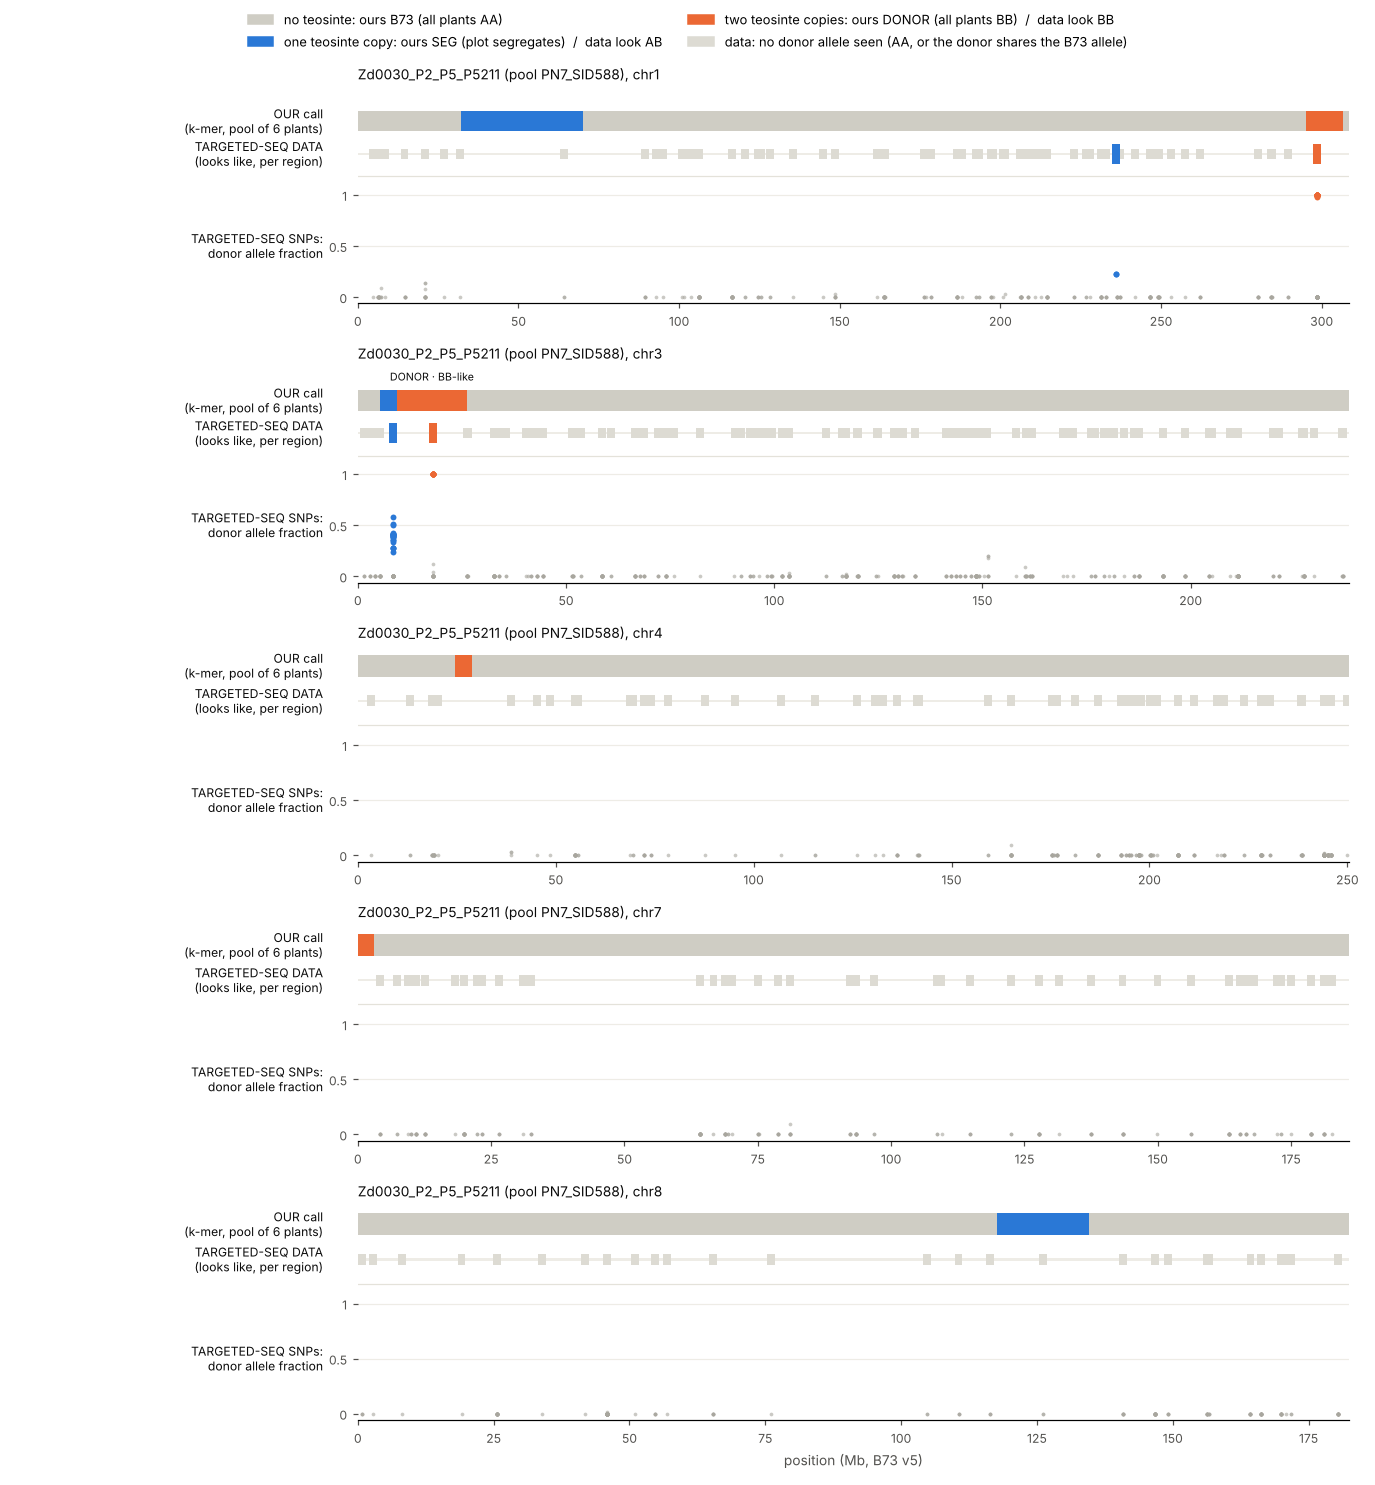 no teosinte: ours B73 (all plants AA)
two teosinte copies: ours DONOR (all plants BB) / data look BB
one teosinte copy: ours SEG (plot segregates) / data look AB
data: no donor allele seen (AA, or the donor shares the B73 allele)
Zd0030_P2_P5_P5211 (pool PN7_SID588), chr1
OUR call
(k-mer, pool of 6 plants)
TARGETED-SEQ DATA
(looks like, per region)
1
TARGETED-SEQ SNPs:
donor allele fraction
0.5
0
0 50 100 150 200 250 300
Zd0030_P2_P5_P5211 (pool PN7_SID588), chr3
DONOR · BB-like
OUR call
(k-mer, pool of 6 plants)
TARGETED-SEQ DATA
(looks like, per region)
1
TARGETED-SEQ SNPs:
donor allele fraction
0.5
0
0 50 100 150 200
Zd0030_P2_P5_P5211 (pool PN7_SID588), chr4
OUR call
(k-mer, pool of 6 plants)
TARGETED-SEQ DATA
(looks like, per region)
1
TARGETED-SEQ SNPs:
donor allele fraction
0.5
0
0 50 100 150 200 250
Zd0030_P2_P5_P5211 (pool PN7_SID588), chr7
OUR call
(k-mer, pool of 6 plants)
TARGETED-SEQ DATA
(looks like, per region)
1
TARGETED-SEQ SNPs:
donor allele fraction
0.5
0
0 25 50 75 100 125 150 175
Zd0030_P2_P5_P5211 (pool PN7_SID588), chr8
OUR call
(k-mer, pool of 6 plants)
TARGETED-SEQ DATA
(looks like, per region)
1
TARGETED-SEQ SNPs:
donor allele fraction
0.5
0
0 25 50 75 100 125 150 175
position (Mb, B73 v5)